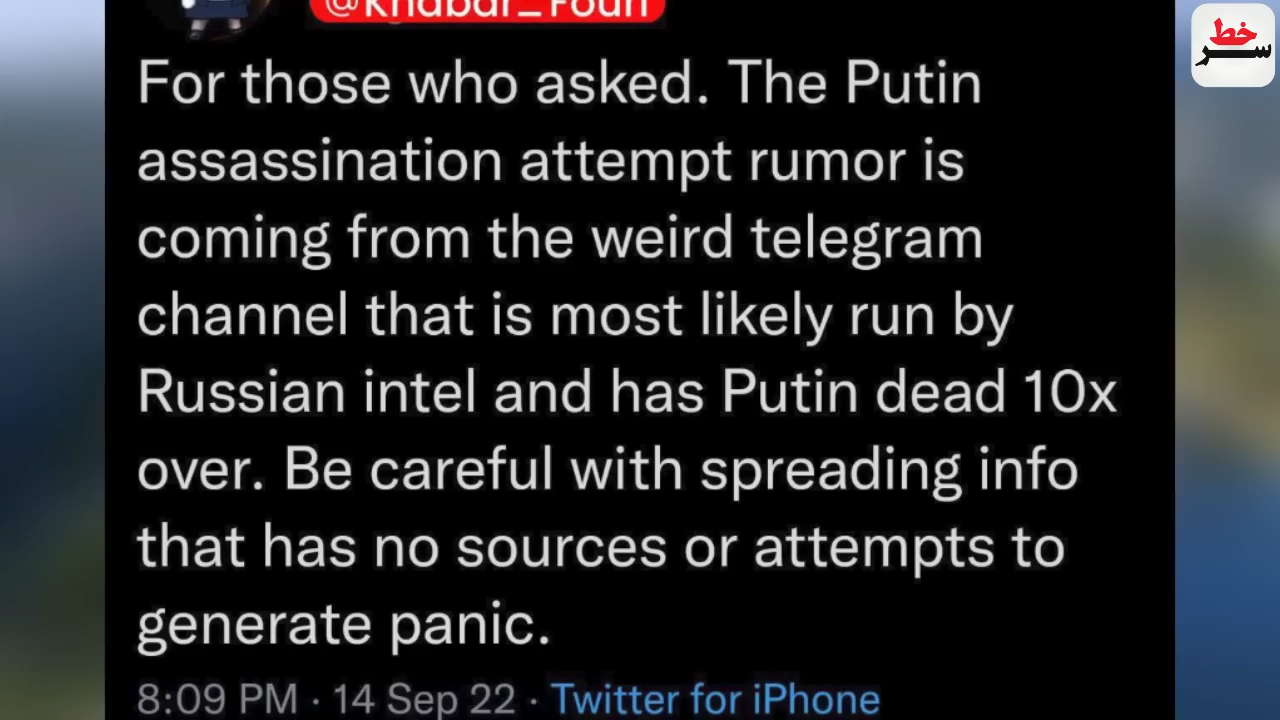 @Khabar_Fouri
خط
سر
For those who asked. The Putin
assassination attempt rumor is
coming from the weird telegram
channel that is most likely run by
Russian intel and has Putin dead 10x
over. Be careful with spreading info
that has no sources or attempts to
generate panic.
8:09 PM · 14 Sep 22 · Twitter for iPhone